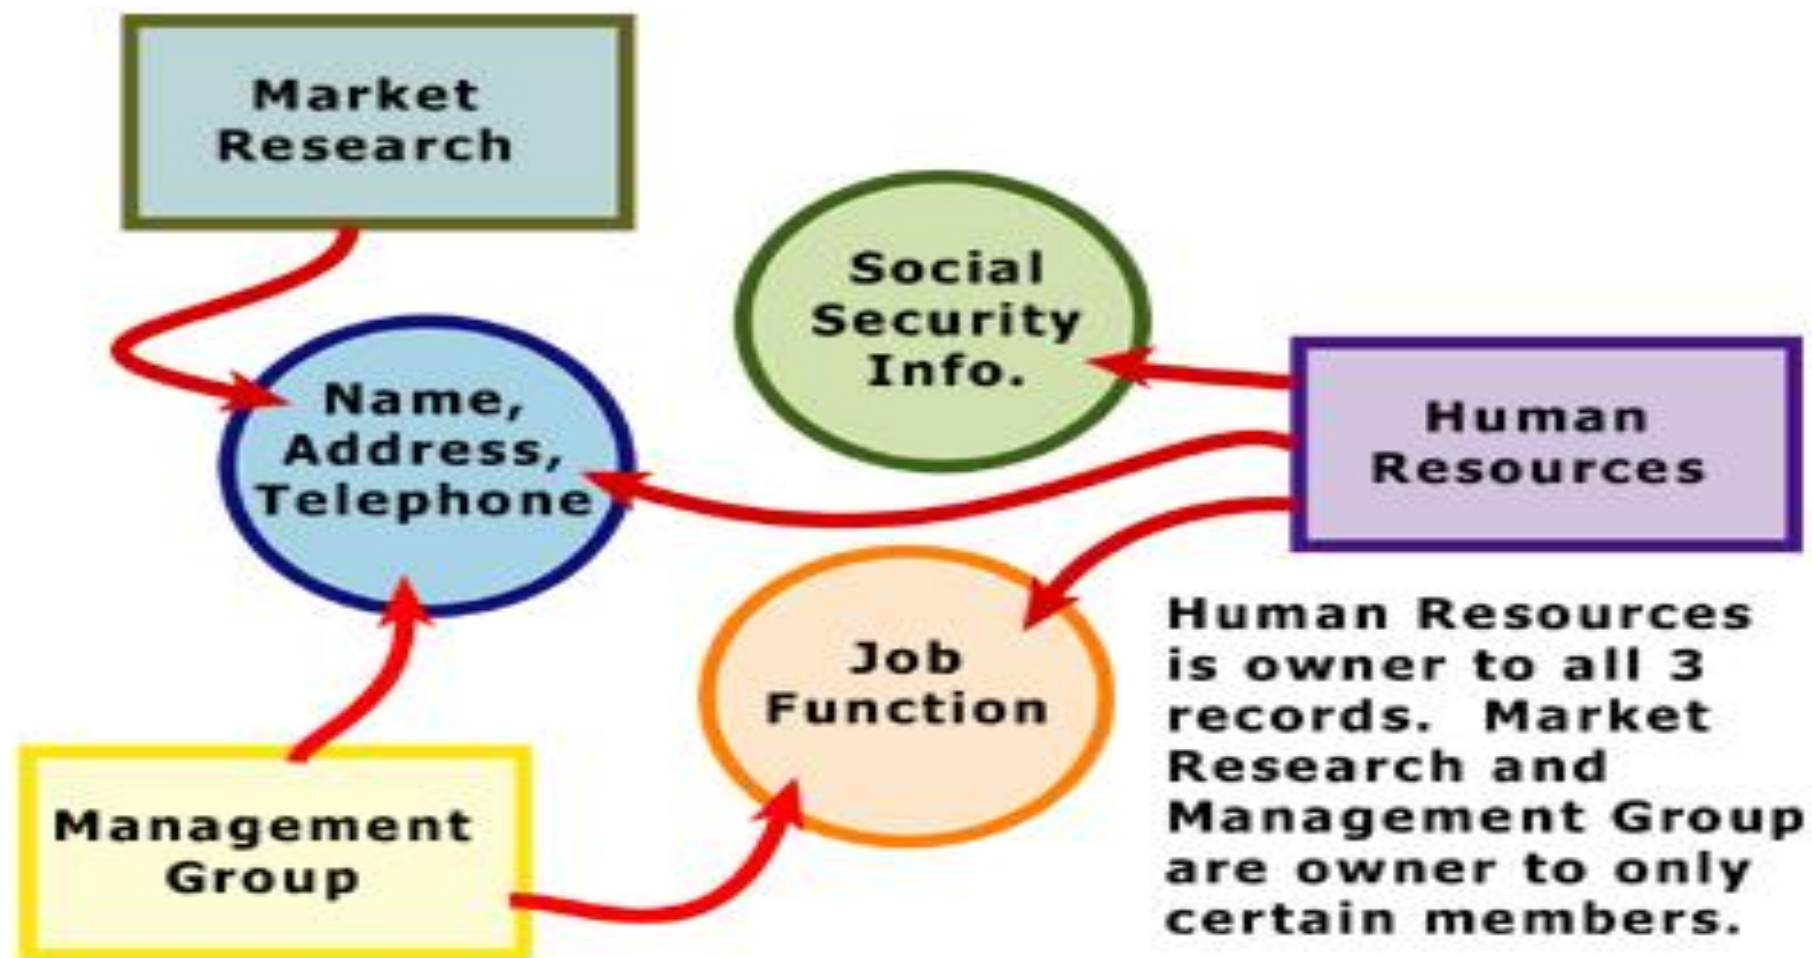 Market
Research
Social
Security
Info.
Name,
Address,
Telephone
Human
Resources
Job
Function
Management
Group
Human Resources
is owner to all 3
records. Market
Research and
Management Group
are owner to only
certain members.